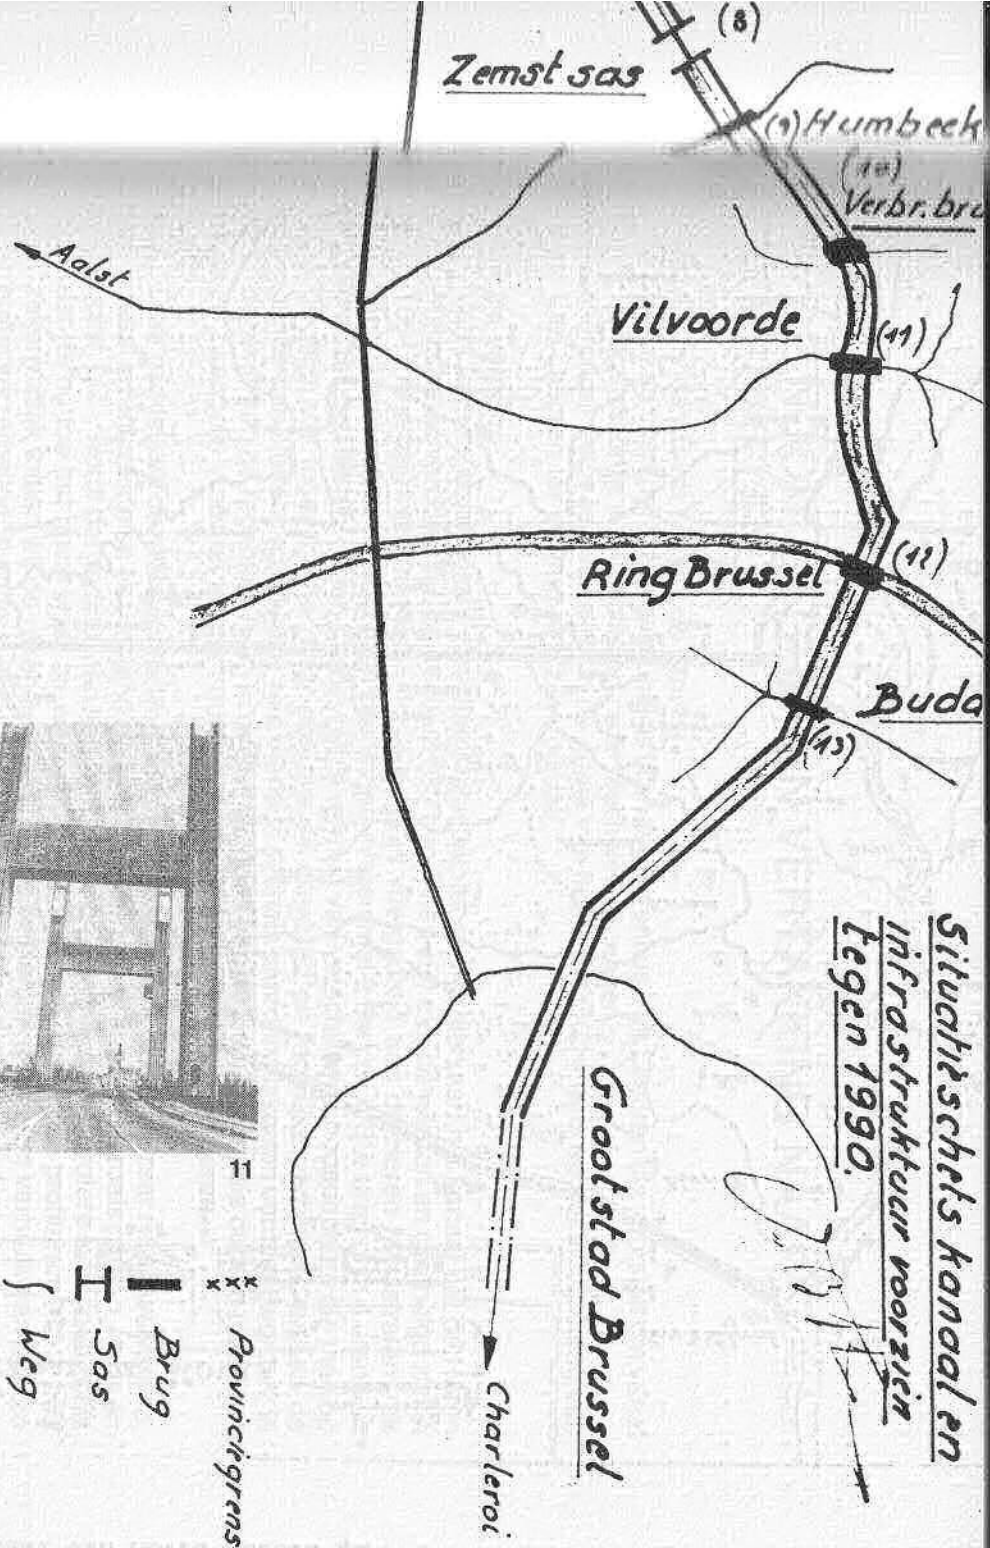 (8)
Zemst sas
(9) Humbeek
(10)
Verbr. bru
Aalst
Vilvoorde
(11)
Ring Brussel
(12)
Buda
(13)
Situatieschets kanaal en
infrastruktuur voorzien
tegen 1990.
Grootstad Brussel
Charleroi
11
Provinciegrens
Brug
Sas
Weg